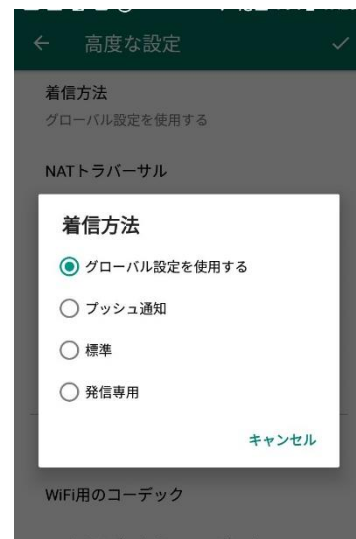 高度な設定
着信方法
グローバル設定を使用する
NATトラバーサル
着信方法
グローバル設定を使用する
プッシュ通知
標準
発信専用
キャンセル
WiFi用のコーデック